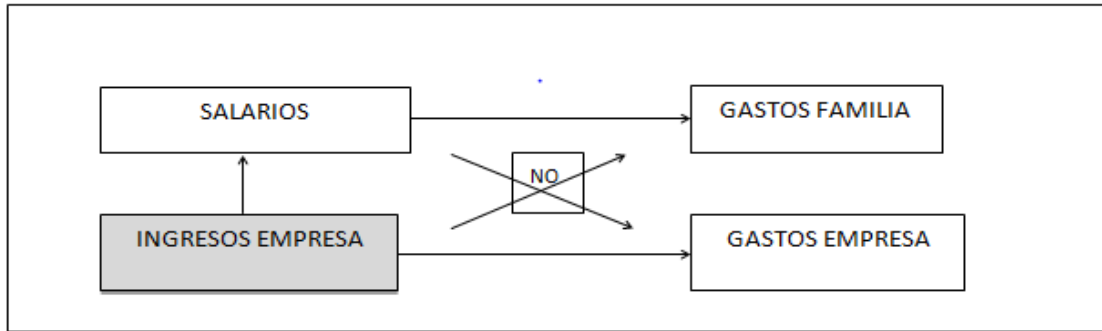 SALARIOS
GASTOS FAMILIA
NO
INGRESOS EMPRESA
GASTOS EMPRESA